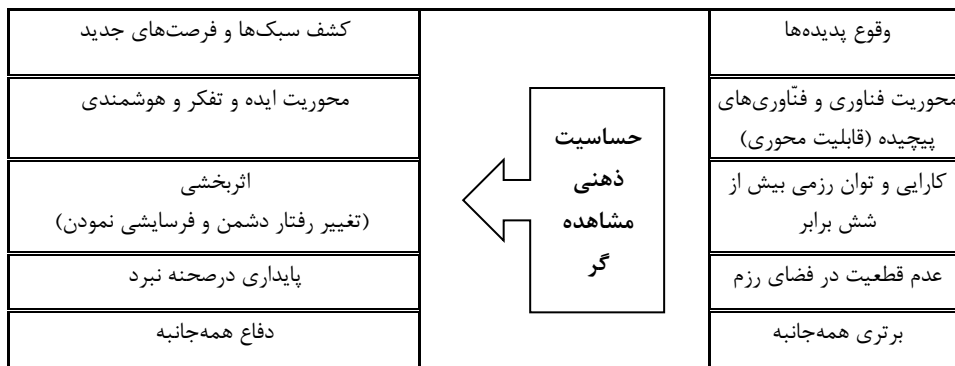 وقوع پدیده‌ها
کشف سبک‌ها و فرصت‌های جدید
محوریت فناوری و فنّاوری‌های
پیچیده (قابلیت محوری)
محوریت ایده و تفکر و هوشمندی
حساسیت
ذهنی
مشاهده
گر
کارایی و توان رزمی بیش از
شش برابر
اثربخشی
(تغییر رفتار دشمن و فرسایشی نمودن)
عدم قطعیت در فضای رزم
پایداری درصحنه نبرد
برتری همه‌جانبه
دفاع همه‌جانبه